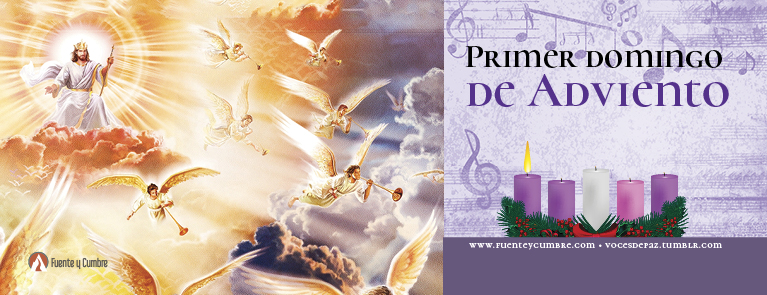 Primer domingo
de Adviento
www.fuenteycumbre.com • vocesdepaz.tumblr.com
Fuente y Cumbre